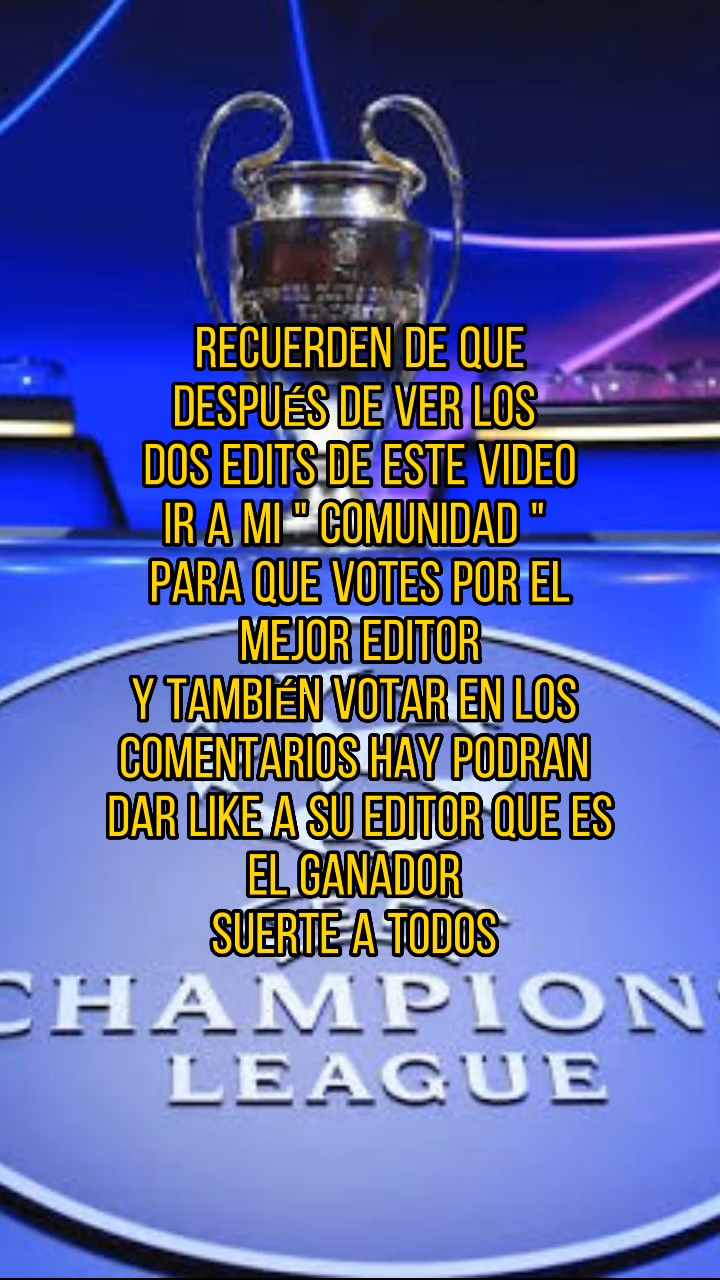 RECUERDEN DE QUE
DESPUéS DE VER LOS
DOS EDITS DE ESTE VIDEO
IR A MI " COMUNIDAD "
PARA QUE VOTES POR EL
MEJOR EDITOR
Y TAMBIéN VOTAR EN LOS
COMENTARIOS HAY PODRAN
DAR LIKE A SU EDITOR QUE ES
EL GANADOR
SUERTE A TODOS
CHAMPION
LEAGUE